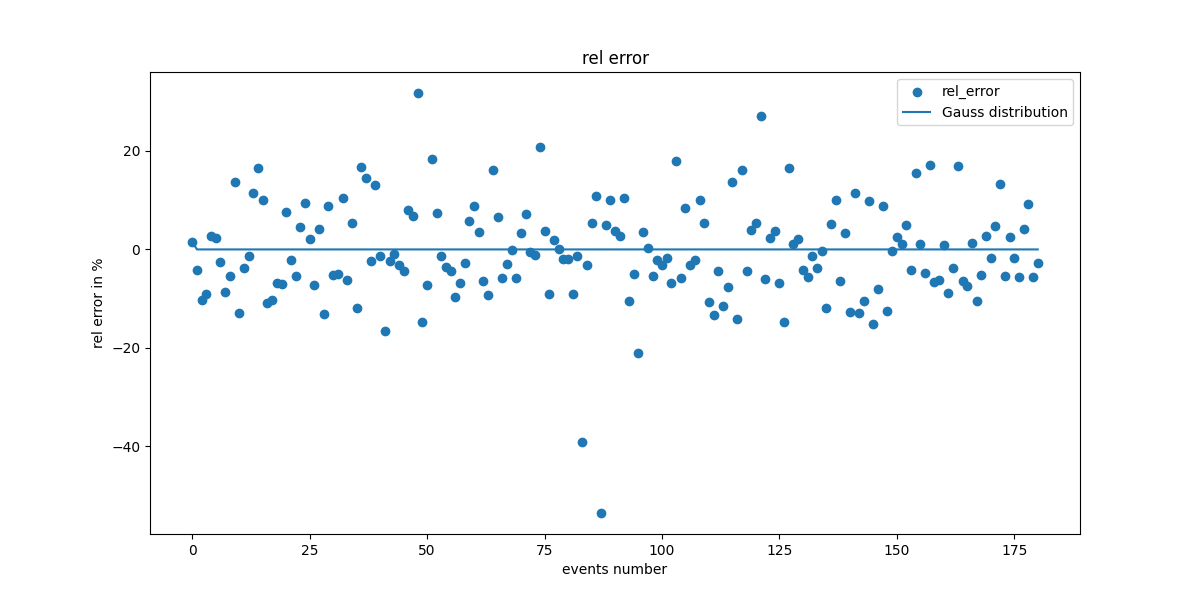 rel error
rel_error
Gauss distribution
20
0
−20
−40
rel error in %
0
25
50
75
100
125
150
175
events number